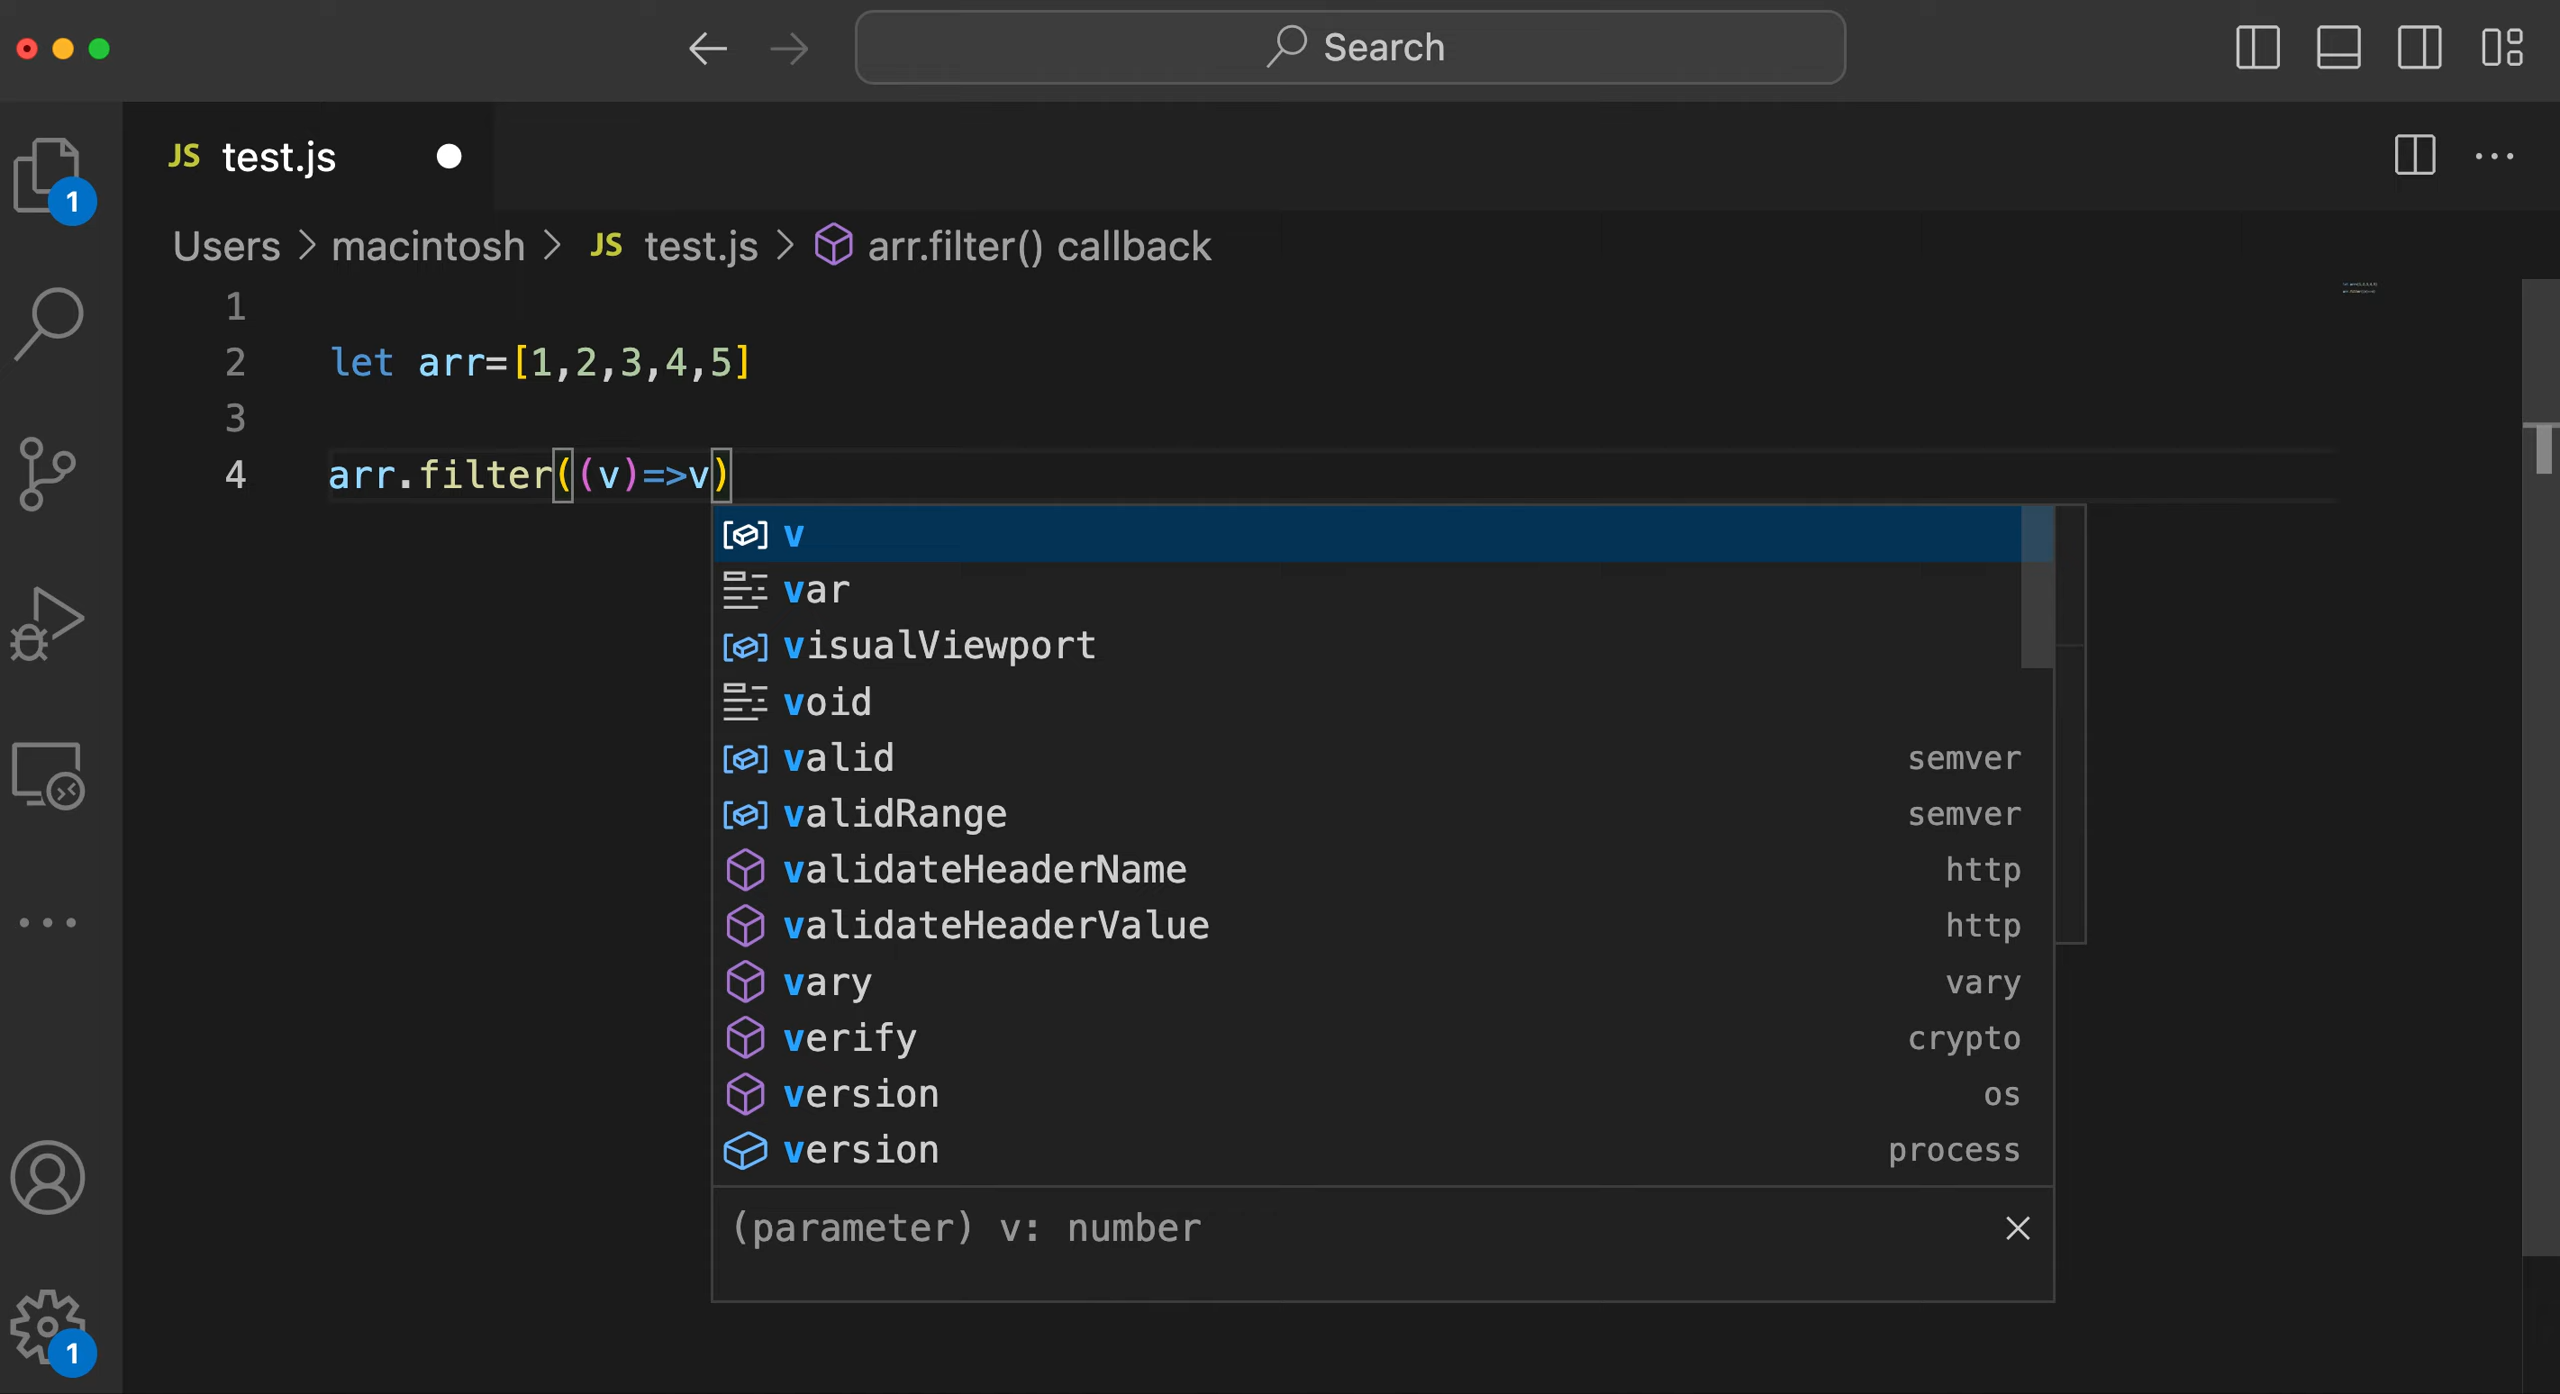 Search
JS test.js
1
Users > macintosh > JS test.js > arr.filter() callback
1
2 let arr=[1,2,3,4,5]
3
4 arr.filter((v)=>v)
v
var
visualViewport
void
valid semver
validRange semver
validateHeaderName http
validateHeaderValue http
vary vary
verify crypto
version os
version process
(parameter) v: number
1